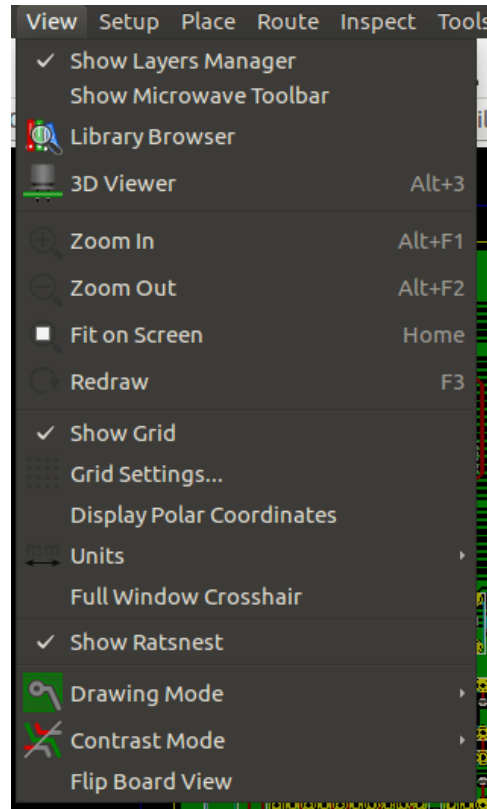 View Setup Place Route Inspect Tools
Show Layers Manager
Show Microwave Toolbar
Library Browser
3D Viewer Alt+3
Zoom In Alt+F1
Zoom Out Alt+F2
Fit on Screen Home
Redraw F3
Show Grid
Grid Settings...
Display Polar Coordinates
mm Units
Full Window Crosshair
Show Ratsnest
Drawing Mode
Contrast Mode
Flip Board View